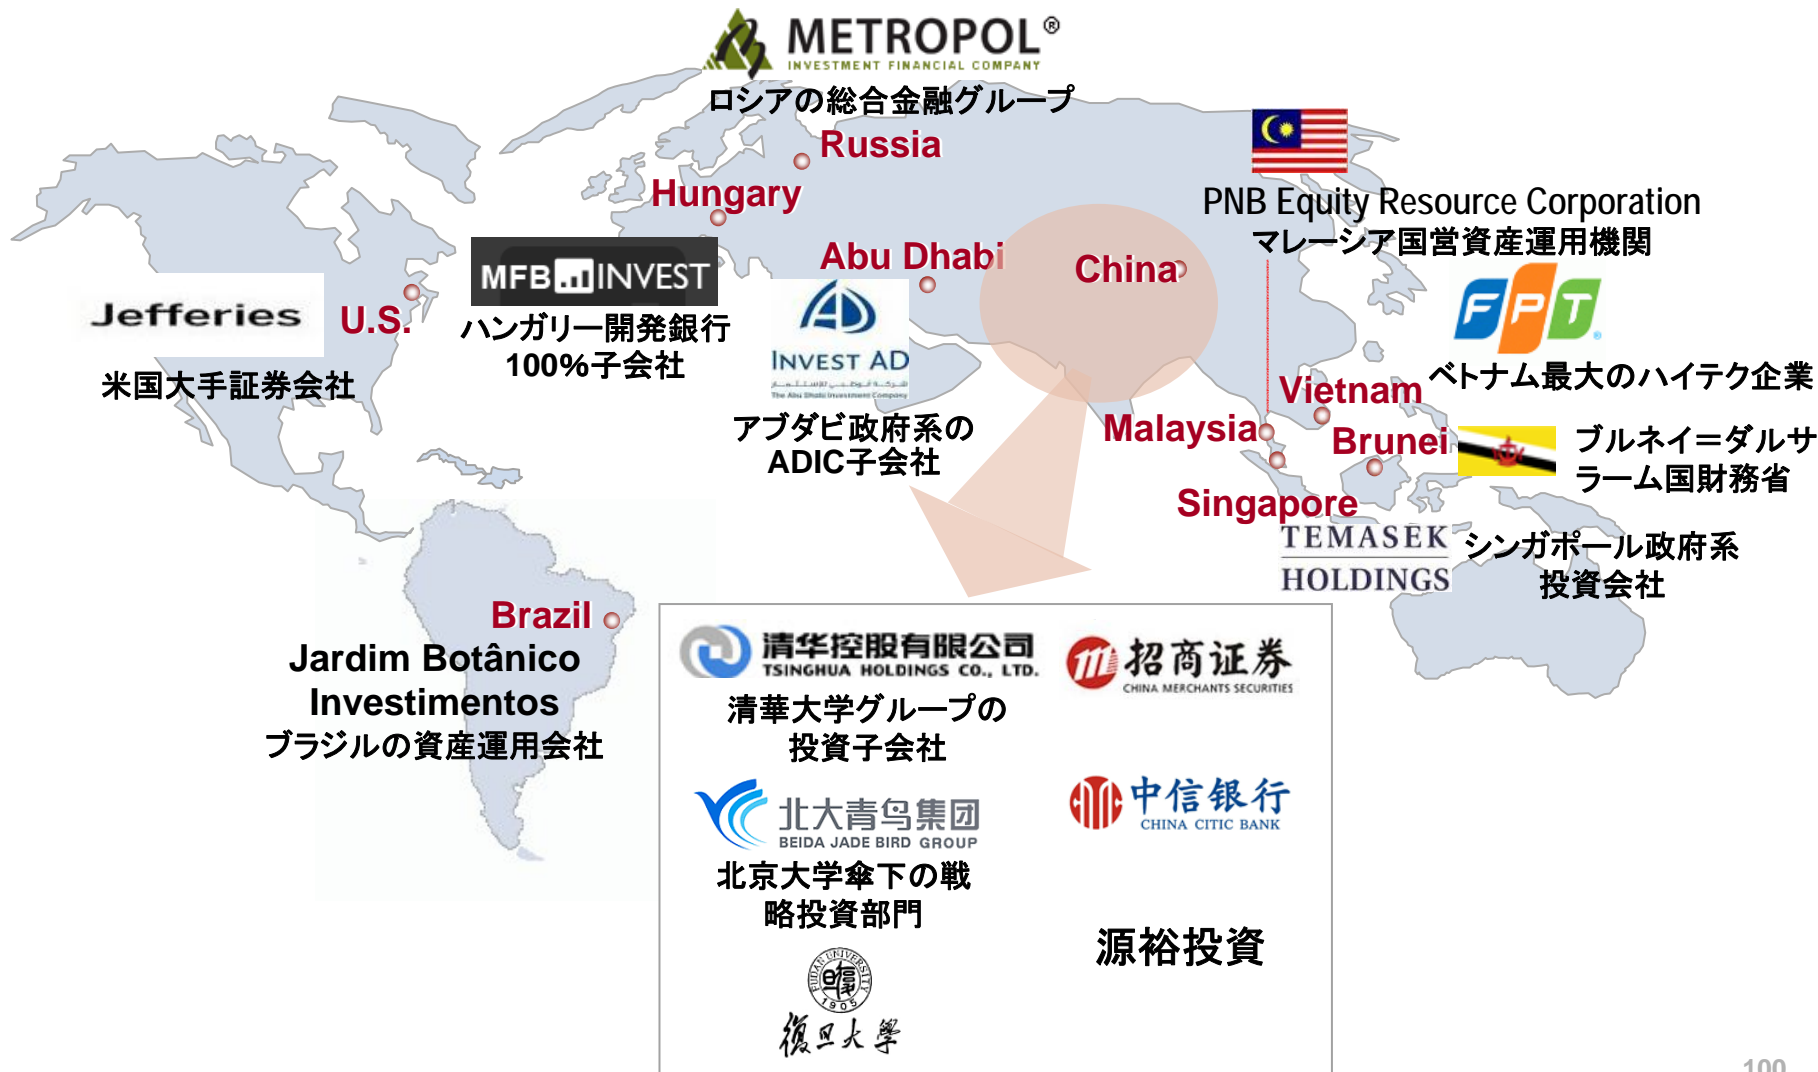 METROPOL®
INVESTMENT FINANCIAL COMPANY
ロシアの総合金融グループ
Russia
Hungary
MFB INVEST
ハンガリー開発銀行
100%子会社
Jefferies
U.S.
米国大手証券会社
Abu Dhabi
INVEST AD
The Abu Dhabi Investment Company
アブダビ政府系の
ADIC子会社
China
PNB Equity Resource Corporation
マレーシア国営資産運用機関
FPT
Vietnam
ベトナム最大のハイテク企業
Malaysia
Brunei
ブルネイ＝ダルサ
ラーム国財務省
Singapore
TEMASEK
HOLDINGS
シンガポール政府系
投資会社
Brazil
Jardim Botânico
Investimentos
ブラジルの資産運用会社
清华控股有限公司
TSINGHUA HOLDINGS CO., LTD.
清華大学グループの
投資子会社
招商证券
CHINA MERCHANTS SECURITIES
北大青鸟集团
BEIDA JADE BIRD GROUP
北京大学傘下の戦
略投資部門
中信银行
CHINA CITIC BANK
源裕投資
FUDAN UNIVERSITY
1905
復旦大學
100